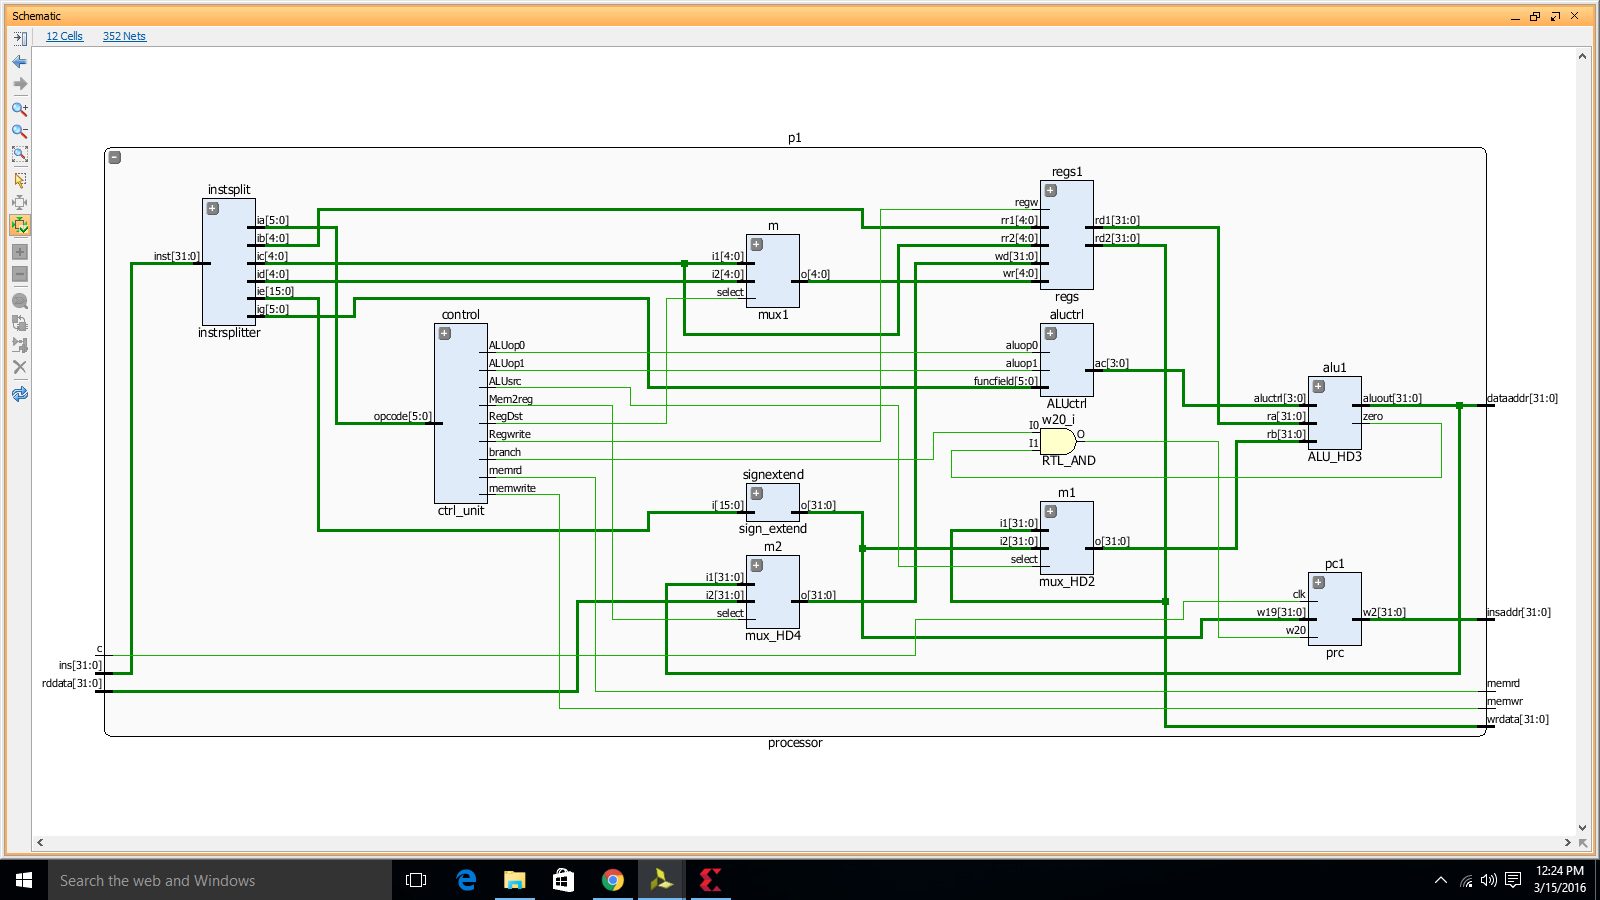 Schematic
12 Cells
352 Nets
p1
instsplit
inst[31:0]
ia[5:0]
ib[4:0]
ic[4:0]
id[4:0]
ie[15:0]
ig[5:0]
instrsplitter
control
opcode[5:0]
ALUop0
ALUop1
ALUsrc
Mem2reg
RegDst
Regwrite
branch
memrd
memwrite
ctrl_unit
m
i1[4:0]
i2[4:0]
select
o[4:0]
mux1
signextend
i[15:0]
o[31:0]
sign_extend
m2
i1[31:0]
i2[31:0]
select
o[31:0]
mux_HD4
regs1
regw
rr1[4:0]
rr2[4:0]
wd[31:0]
wr[4:0]
rd1[31:0]
rd2[31:0]
regs
aluctrl
aluop0
aluop1
funcfield[5:0]
ac[3:0]
ALUctrl
w20_i
I0
I1
O
RTL_AND
m1
i1[31:0]
i2[31:0]
select
o[31:0]
mux_HD2
alu1
aluctrl[3:0]
ra[31:0]
rb[31:0]
aluout[31:0]
zero
ALU_HD3
pc1
clk
w19[31:0]
w20
w2[31:0]
prc
c
ins[31:0]
rddata[31:0]
dataaddr[31:0]
insaddr[31:0]
memrd
memwr
wrdata[31:0]
processor
Search the web and Windows
12:24 PM
3/15/2016